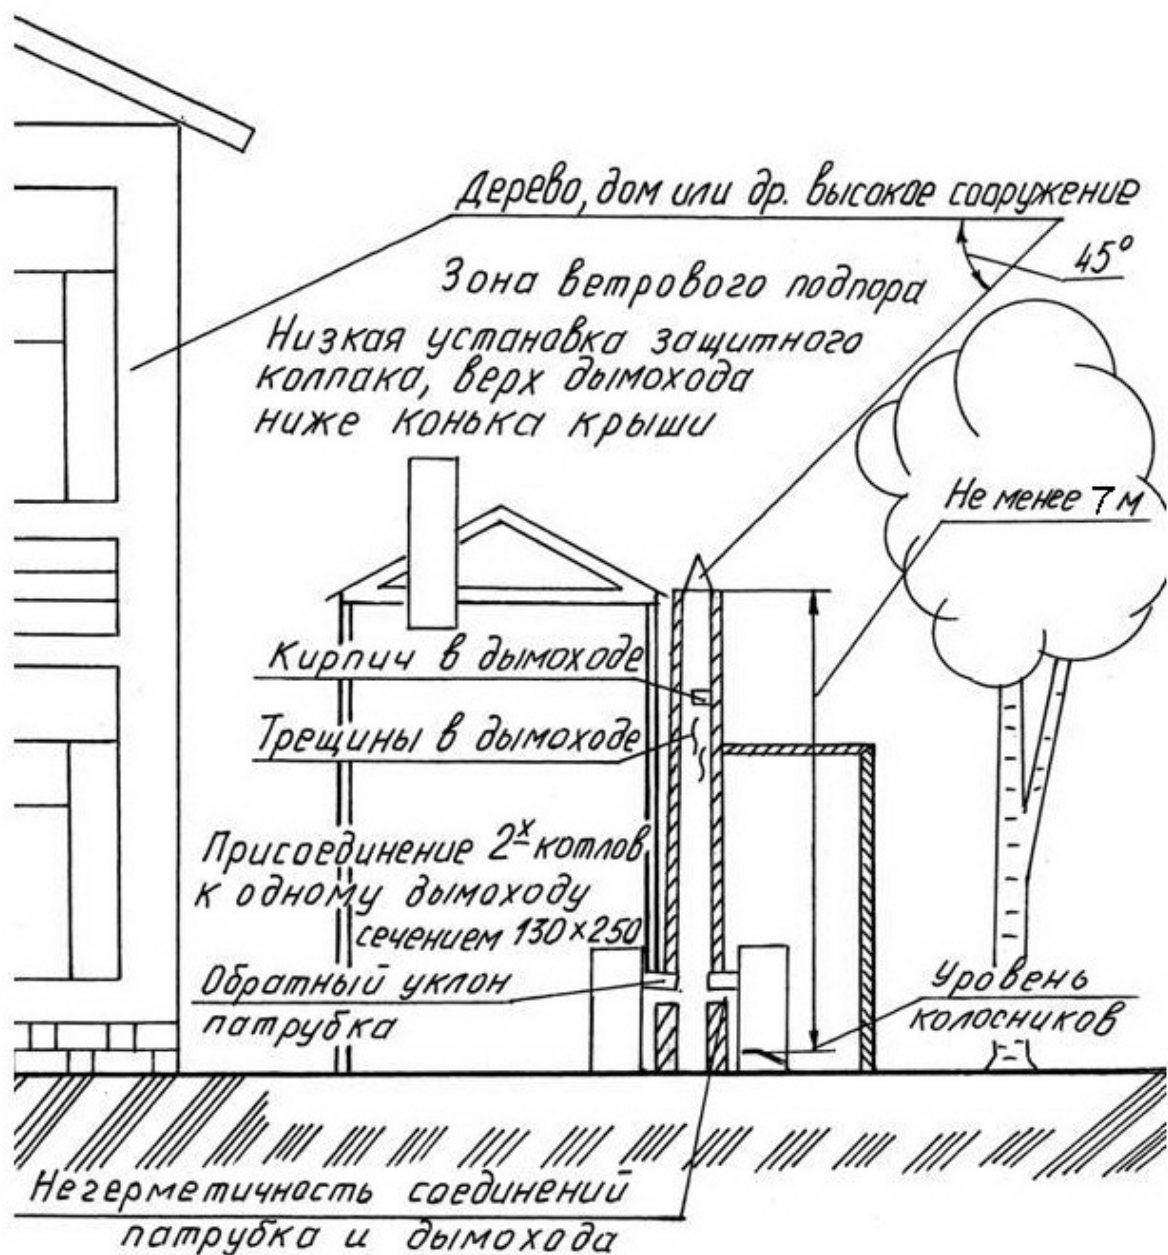 Дерево, дом или др. высокое сооружение
45°
Зона ветрового подпора
Низкая установка защитного
колпака, верх дымохода
ниже конька крыши
Не менее 7 м
Кирпич в дымоходе
Трещины в дымоходе
Присоединение 2х котлов
к одному дымоходу
сечением 130×250
Обратный уклон
патрубка
Уровень
колосников
Негерметичность соединений
патрубка и дымохода